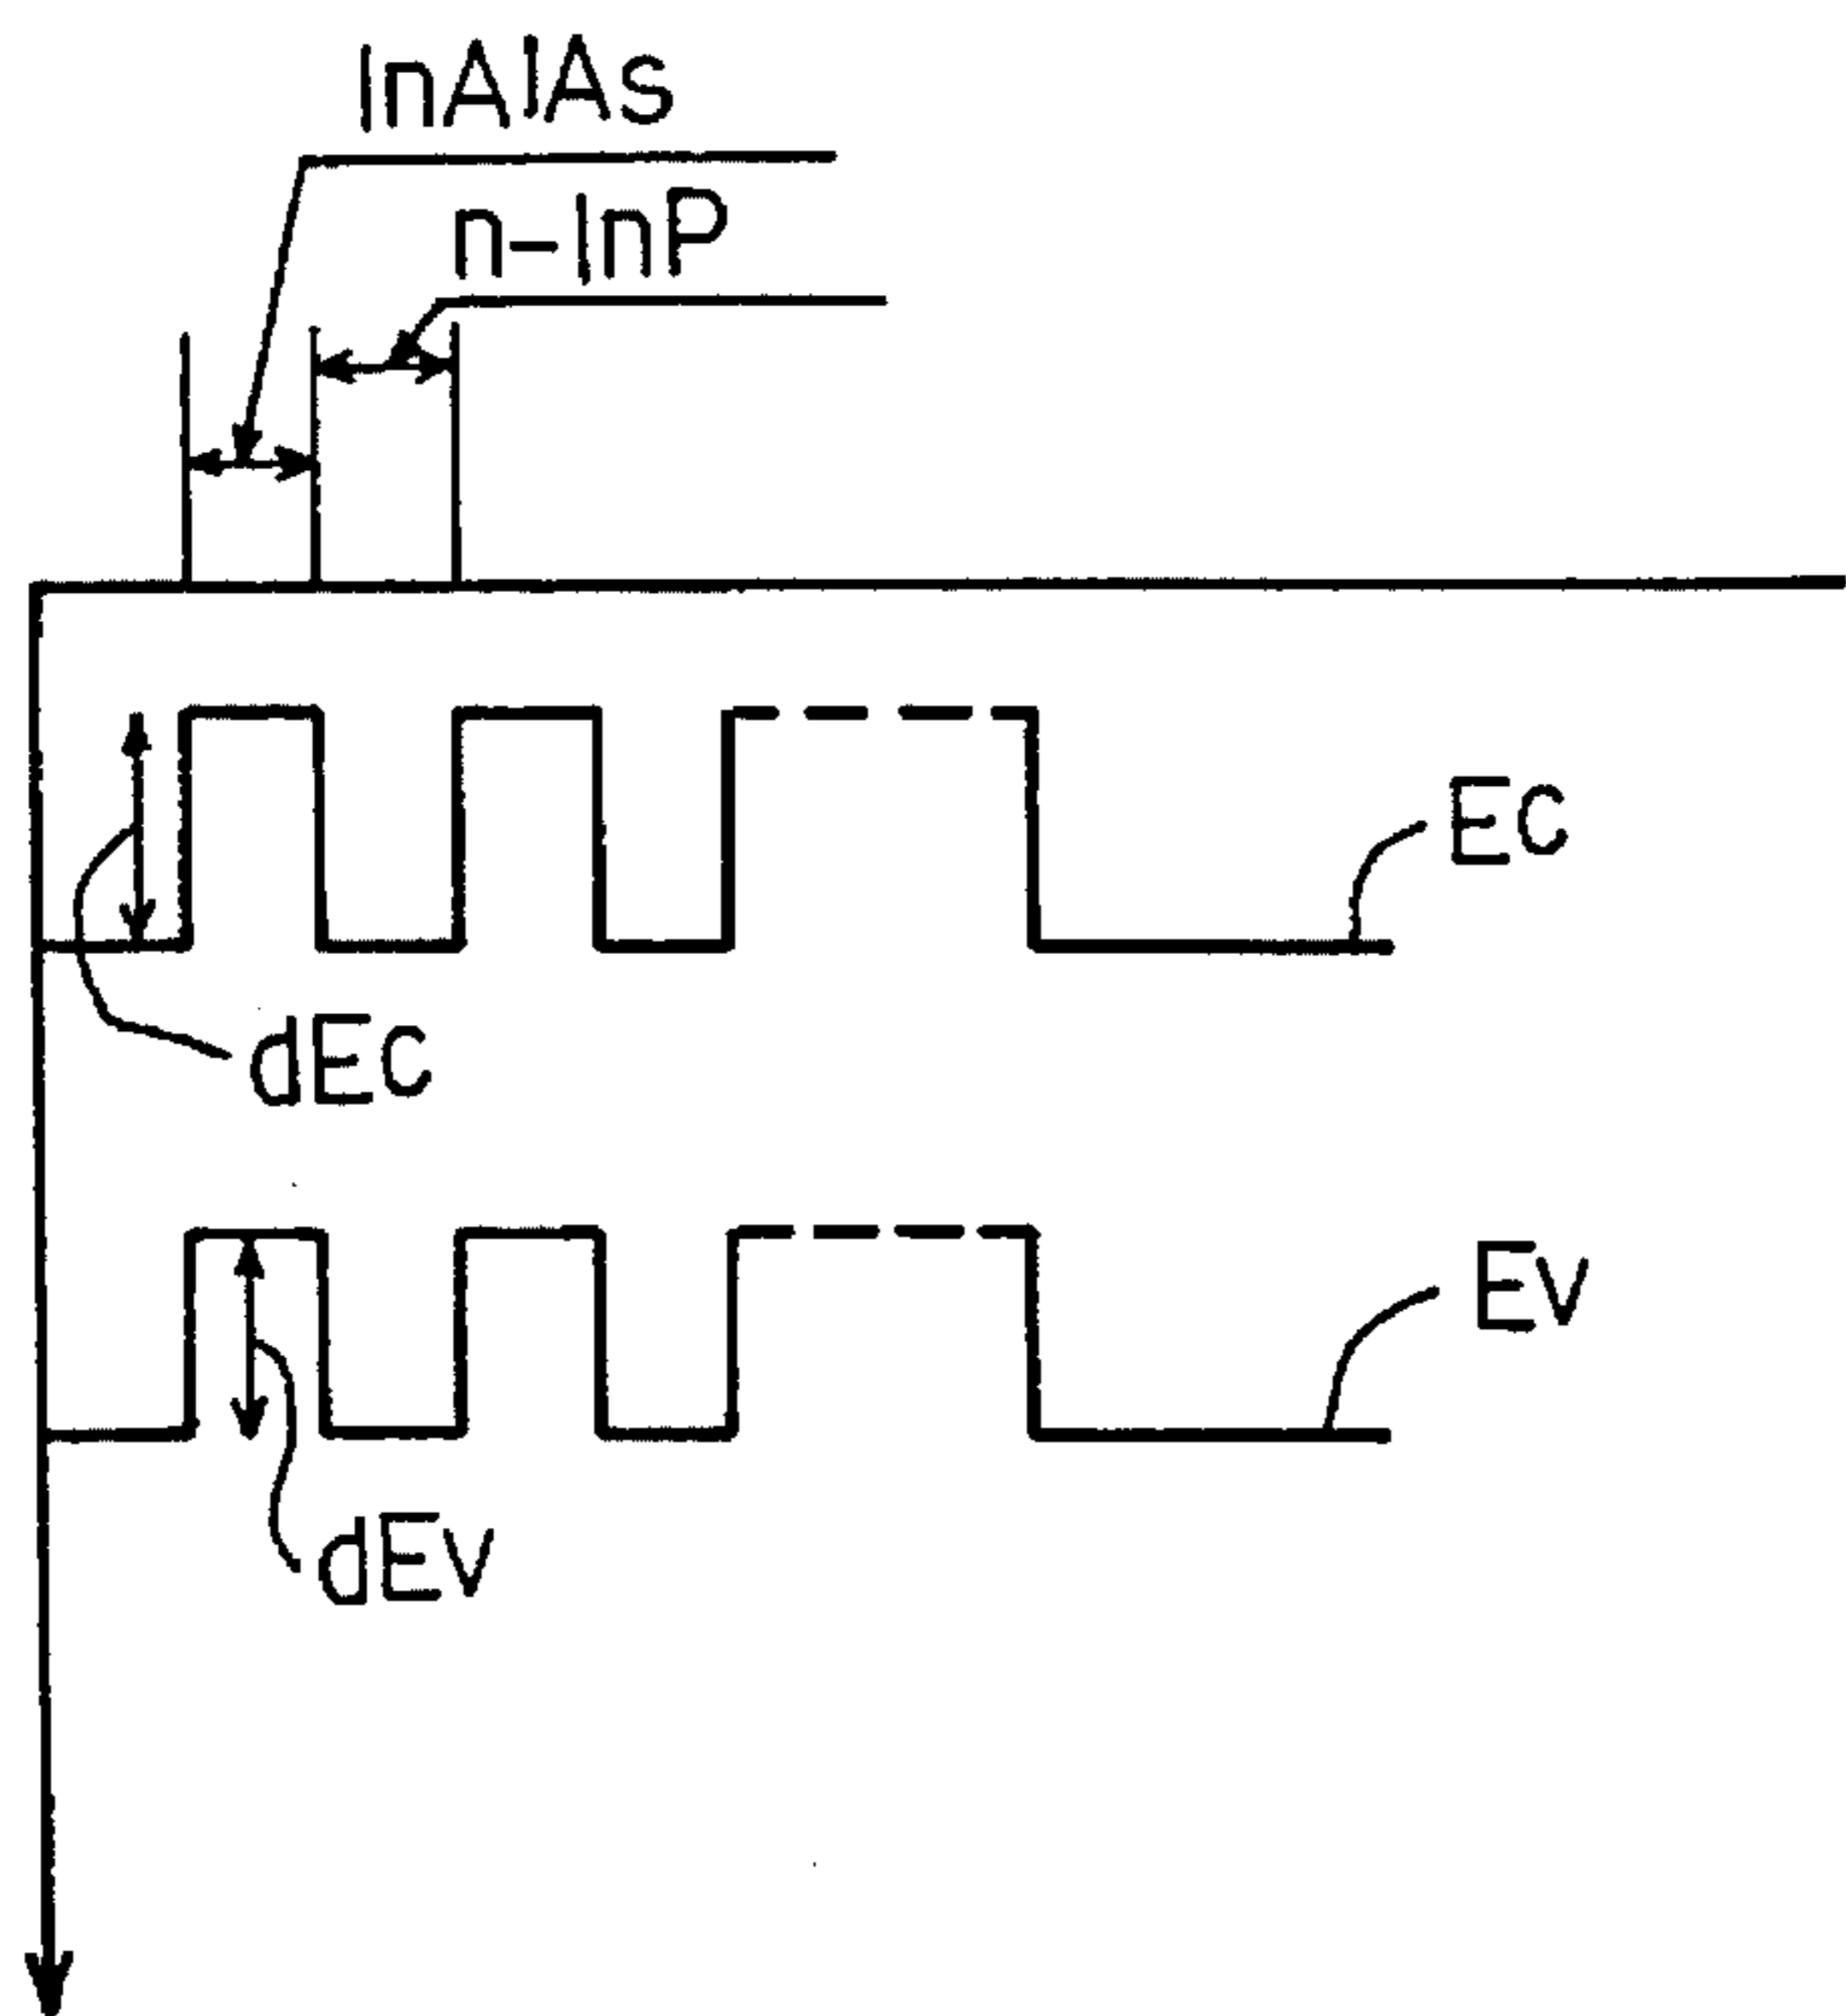 InAlAs
n-InP
EC
dEC
EV
dEV